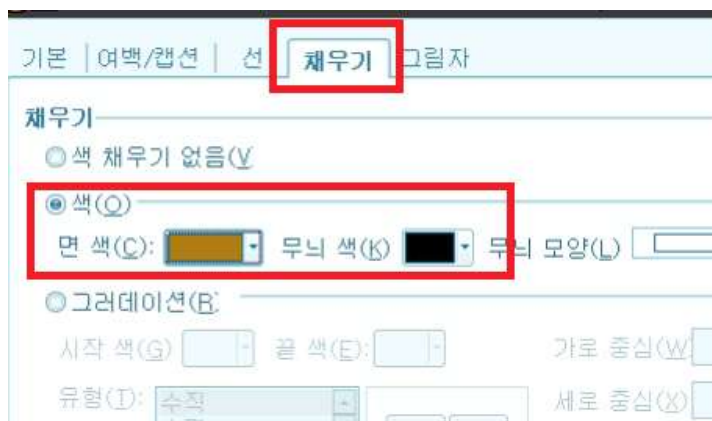 기본 여백/캡션 선 채우기 그림자
채우기
색 채우기 없음(V
색(O)
면 색(C): 무늬 색(K) 무늬 모양(L)
그러데이션(R
시작 색(G) 끝 색(E): 가로 중심(W
유형(T): 수직 세로 중심(X)